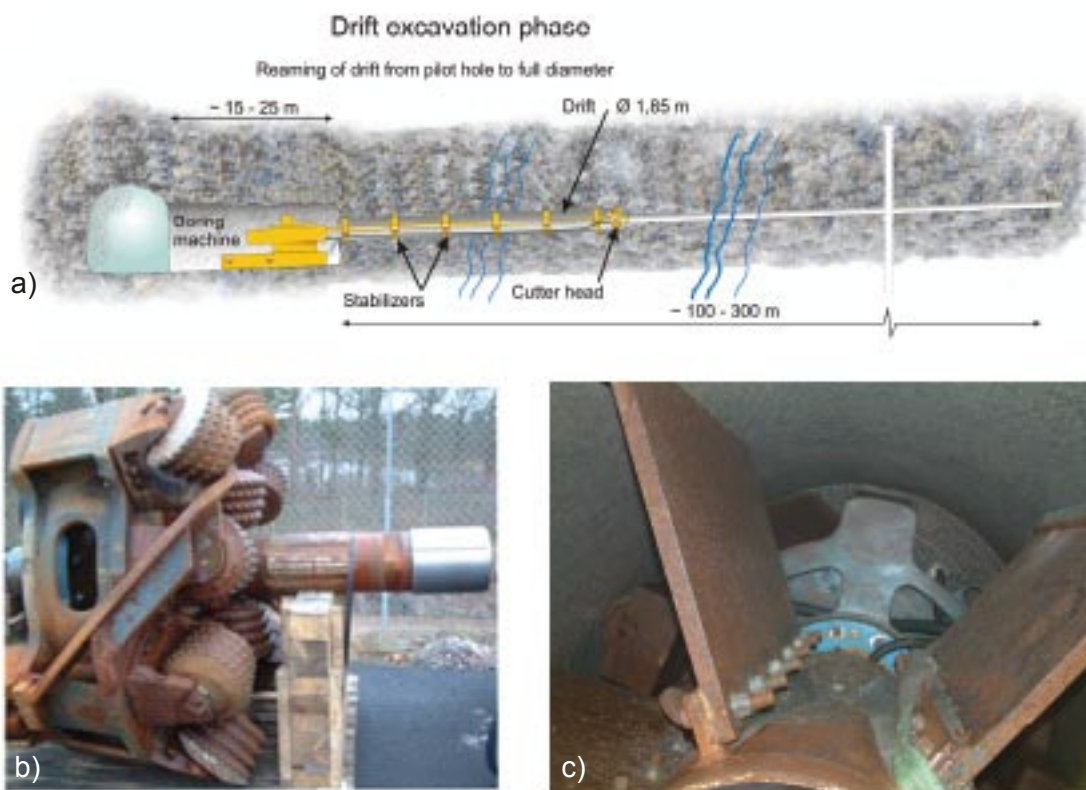 Drift excavation phase
Reaming of drift from pilot hole to full diameter
~ 15 - 25 m
Drift Ø 1,85 m
Boring
machine
a)
Stabilizers
Cutter head
~ 100 - 300 m
b)
c)